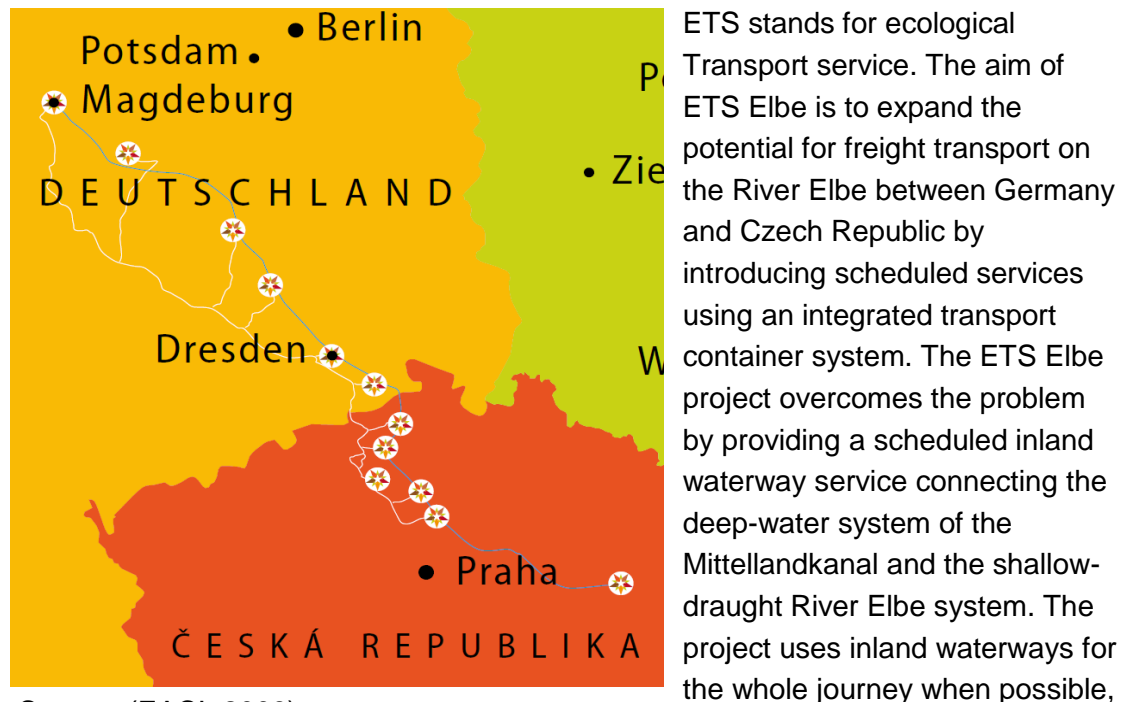 Berlin
Potsdam
Magdeburg
DEUTSCHLAND
Zie
Dresden
W
Praha
ČESKÁ REPUBLIKA
ETS stands for ecological
Transport service. The aim of
ETS Elbe is to expand the
potential for freight transport on
the River Elbe between Germany
and Czech Republic by
introducing scheduled services
using an integrated transport
container system. The ETS Elbe
project overcomes the problem
by providing a scheduled inland
waterway service connecting the
deep-water system of the
Mittellandkanal and the shallow-
draught River Elbe system. The
project uses inland waterways for
the whole journey when possible,